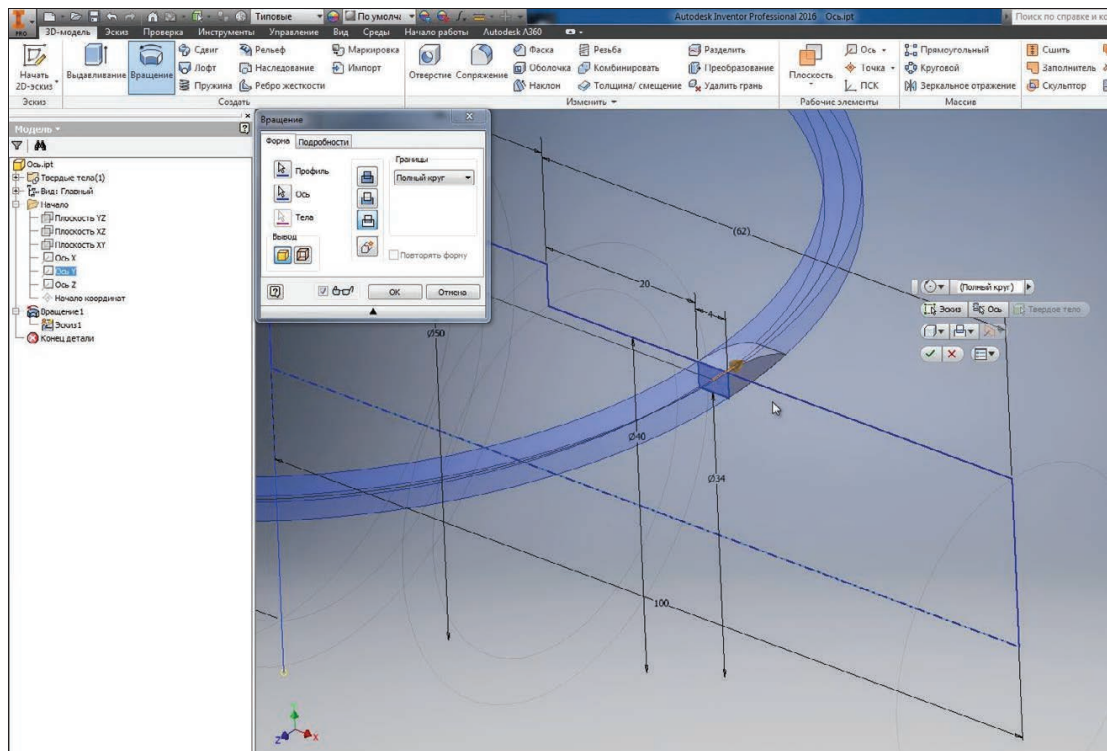 PRO
Типовые
По умолч
Autodesk Inventor Professional 2016 Ось.ipt
Поиск по справке и ко
3D-модель Эскиз Проверка Инструменты Управление Вид Среды Начало работы Autodesk A360
Начать 2D-эскиз
Выдавливание
Вращение
Сдвиг
Лофт
Пружина
Рельеф
Наследование
Ребро жесткости
Маркировка
Импорт
Отверстие
Сопряжение
Фаска
Оболочка
Наклон
Резьба
Комбинировать
Толщина/ смещение
Разделить
Преобразование
Удалить грань
Плоскость
Ось
Точка
ПСК
Прямоугольный
Круговой
Зеркальное отражение
Сшить
Заполнитель
Скульптор
Эскиз
Создать
Изменить
Рабочие элементы
Массив
Модель
Ось.ipt
Твердые тела(1)
Вид: Главный
Начало
Плоскость YZ
Плоскость XZ
Плоскость XY
Ось X
Ось Y
Ось Z
Начало координат
Вращение1
Эскиз1
Конец детали
Вращение
Форма Подробности
Профиль
Ось
Тела
Вывод
Границы
Полный круг
Повторять форму
ОК
Отмена
(62)
20
4
Ø50
Ø40
Ø34
100
(Полный круг)
Эскиз Ось Твердое тело
Y
Z
X